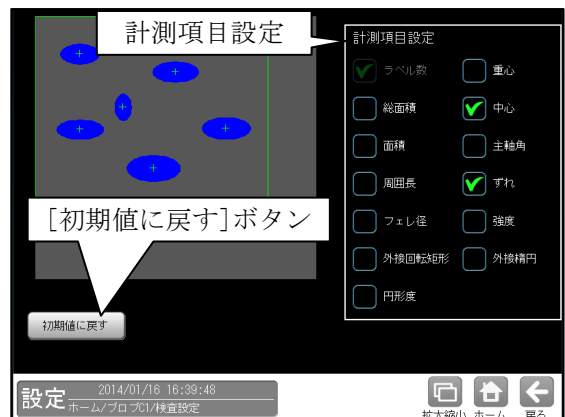 計測項目設定
計測項目設定
ラベル数
重心
総面積
中心
面積
主軸角
周囲長
ずれ
フェレ径
強度
外接回転矩形
外接楕円
円形度
[初期値に戻す]ボタン
初期値に戻す
設定
2014/01/16 16:39:48
ホーム/ブロブC1/検査設定
拡大縮小
ホーム
戻る